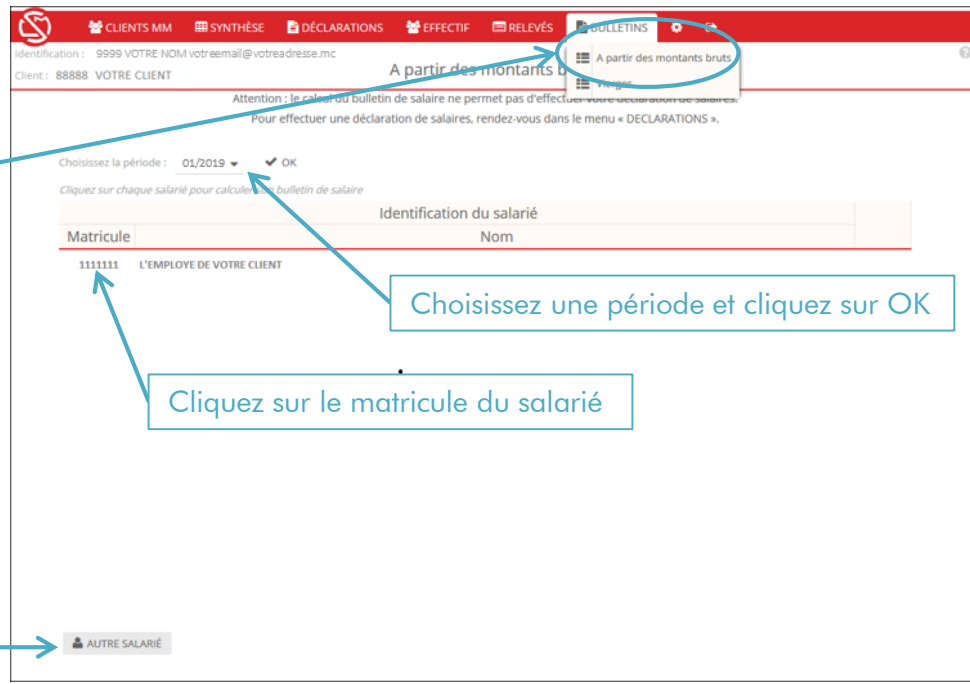 CLIENTS MM SYNTHÈSE DÉCLARATIONS EFFECTIF RELEVÉS BULLETINS
Identification : 9999 VOTRE NOM votreemail@votreadresse.mc
A partir des montants bruts
Client : 88888 VOTRE CLIENT
A partir des montants b
Vierges
Attention : le calcul du bulletin de salaire ne permet pas d'effectuer votre déclaration de salaires.
Pour effectuer une déclaration de salaires, rendez-vous dans le menu « DECLARATIONS ».
Choisissez la période : 01/2019 OK
Cliquez sur chaque salarié pour calculer son bulletin de salaire
Identification du salarié
Matricule Nom
1111111 L'EMPLOYE DE VOTRE CLIENT
Choisissez une période et cliquez sur OK
Cliquez sur le matricule du salarié
AUTRE SALARIÉ